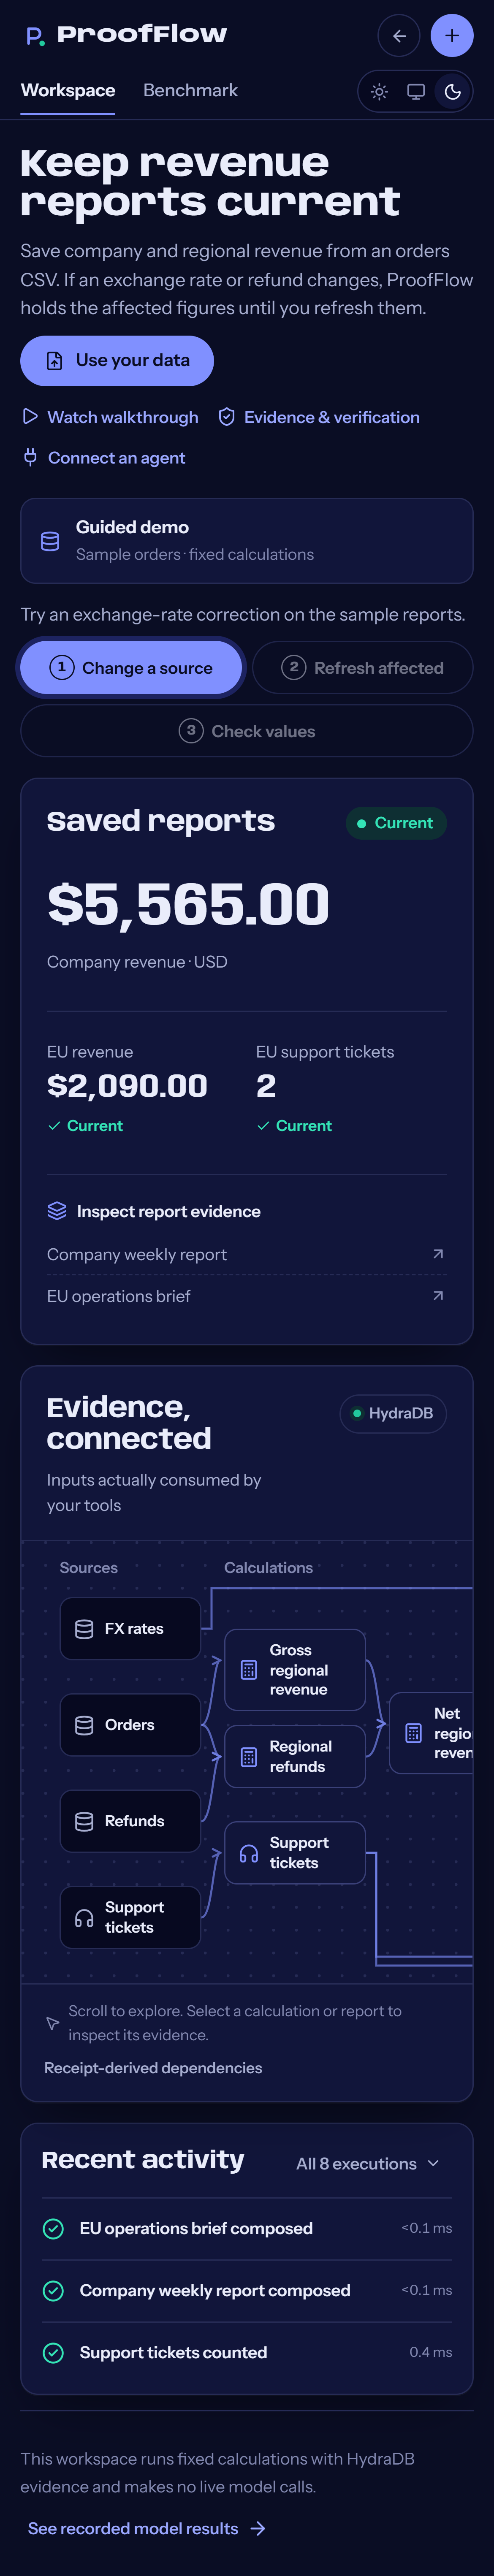 P. ProofFlow
Workspace
Benchmark
Keep revenue
reports current
Save company and regional revenue from an orders
CSV. If an exchange rate or refund changes, ProofFlow
holds the affected figures until you refresh them.
Use your data
Watch walkthrough
Evidence & verification
Connect an agent
Guided demo
Sample orders · fixed calculations
Try an exchange-rate correction on the sample reports.
1 Change a source
2 Refresh affected
3 Check values
Saved reports
Current
$5,565.00
Company revenue · USD
EU revenue
EU support tickets
$2,090.00
2
Current
Current
Inspect report evidence
Company weekly report
EU operations brief
Evidence,
connected
HydraDB
Inputs actually consumed by
your tools
Sources
Calculations
FX rates
Gross
regional
revenue
Orders
Net
regio
reven
Regional
refunds
Refunds
Support
tickets
Support
tickets
Scroll to explore. Select a calculation or report to
inspect its evidence.
Receipt-derived dependencies
Recent activity
All 8 executions
EU operations brief composed
<0.1 ms
Company weekly report composed
<0.1 ms
Support tickets counted
0.4 ms
This workspace runs fixed calculations with HydraDB
evidence and makes no live model calls.
See recorded model results